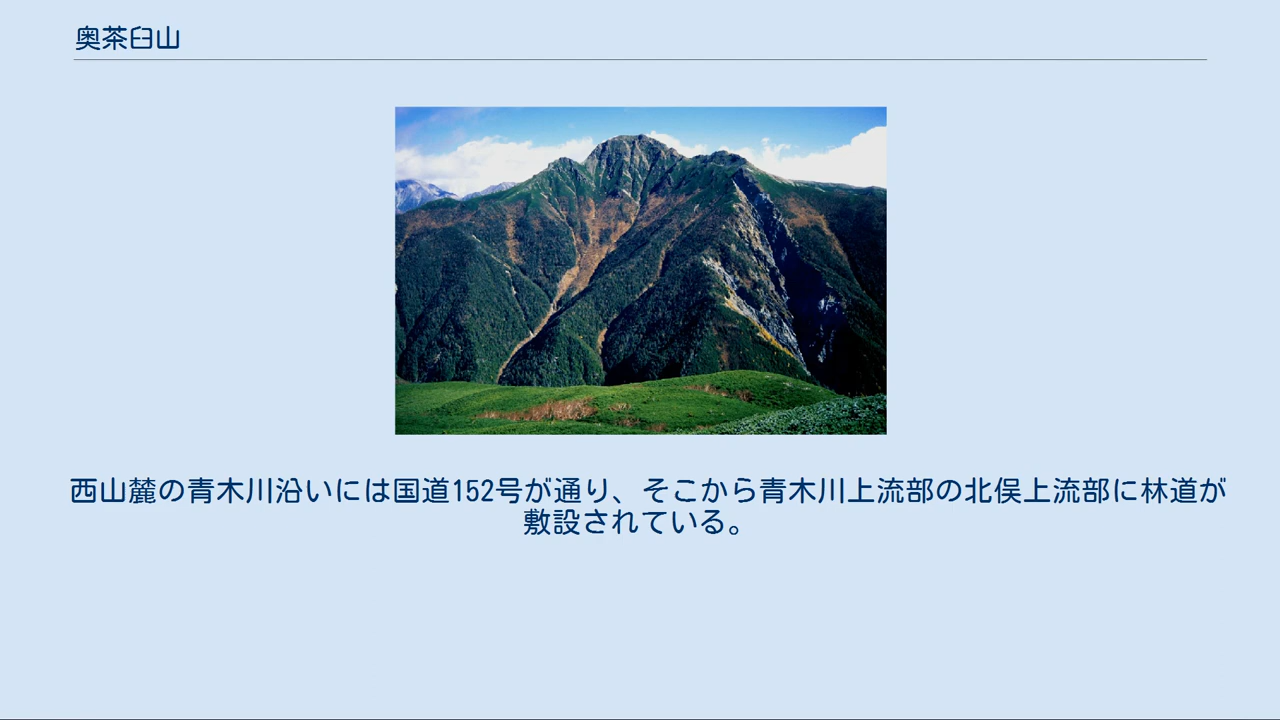 奥茶臼山
西山麓の青木川沿いには国道152号が通り、そこから青木川上流部の北俣上流部に林道が
敷設されている。